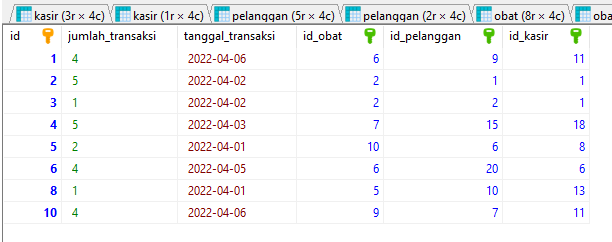 kasir (3r × 4c) kasir (1r × 4c) pelanggan (5r × 4c) pelanggan (2r × 4c) obat (8r × 4c) oba
id jumlah_transaksi tanggal_transaksi id_obat id_pelanggan id_kasir
1 4 2022-04-06 6 9 11
2 5 2022-04-02 2 1 1
3 1 2022-04-02 2 2 1
4 5 2022-04-03 7 15 18
5 2 2022-04-01 10 6 8
6 4 2022-04-05 6 20 6
8 1 2022-04-01 5 10 13
10 4 2022-04-06 9 7 11